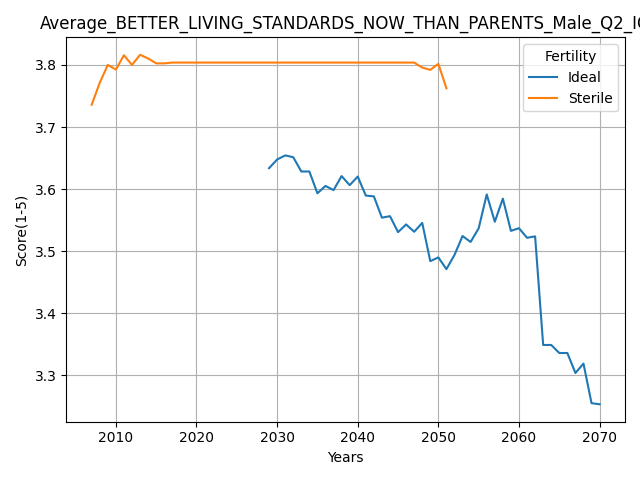 Average_BETTER_LIVING_STANDARDS_NOW_THAN_PARENTS_Male_Q2_IC
Fertility
Ideal
Sterile
Score(1-5)
3.8
3.7
3.6
3.5
3.4
3.3
2010 2020 2030 2040 2050 2060 2070
Years